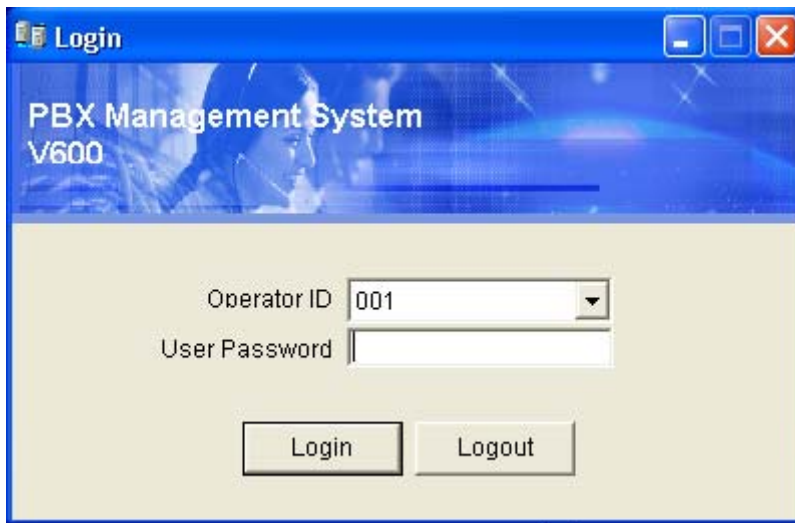 Login
PBX Management System
V600
Operator ID 001
User Password
Login Logout